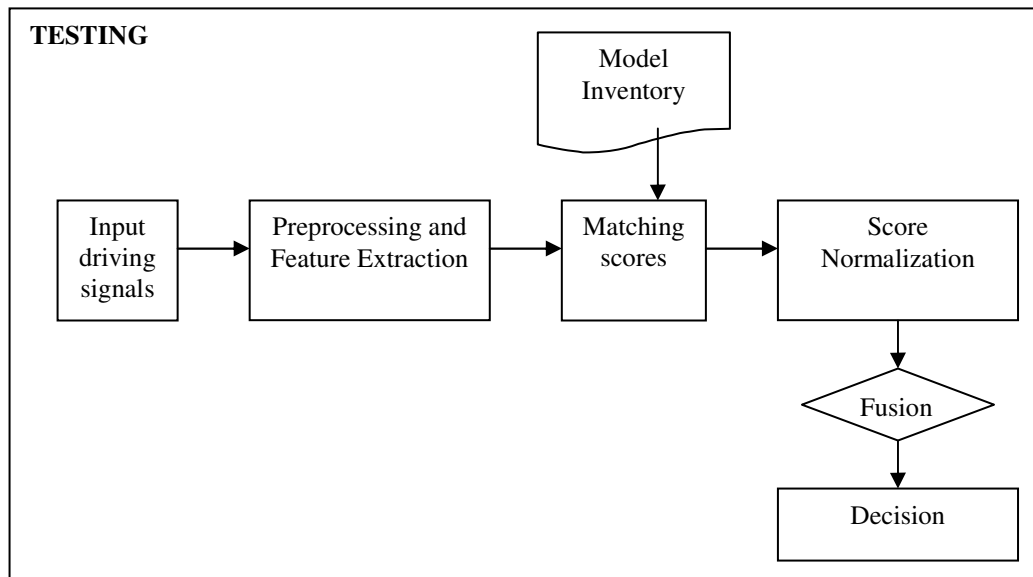 TESTING
Model
Inventory
Input
driving
signals
Preprocessing and
Feature Extraction
Matching
scores
Score
Normalization
Fusion
Decision